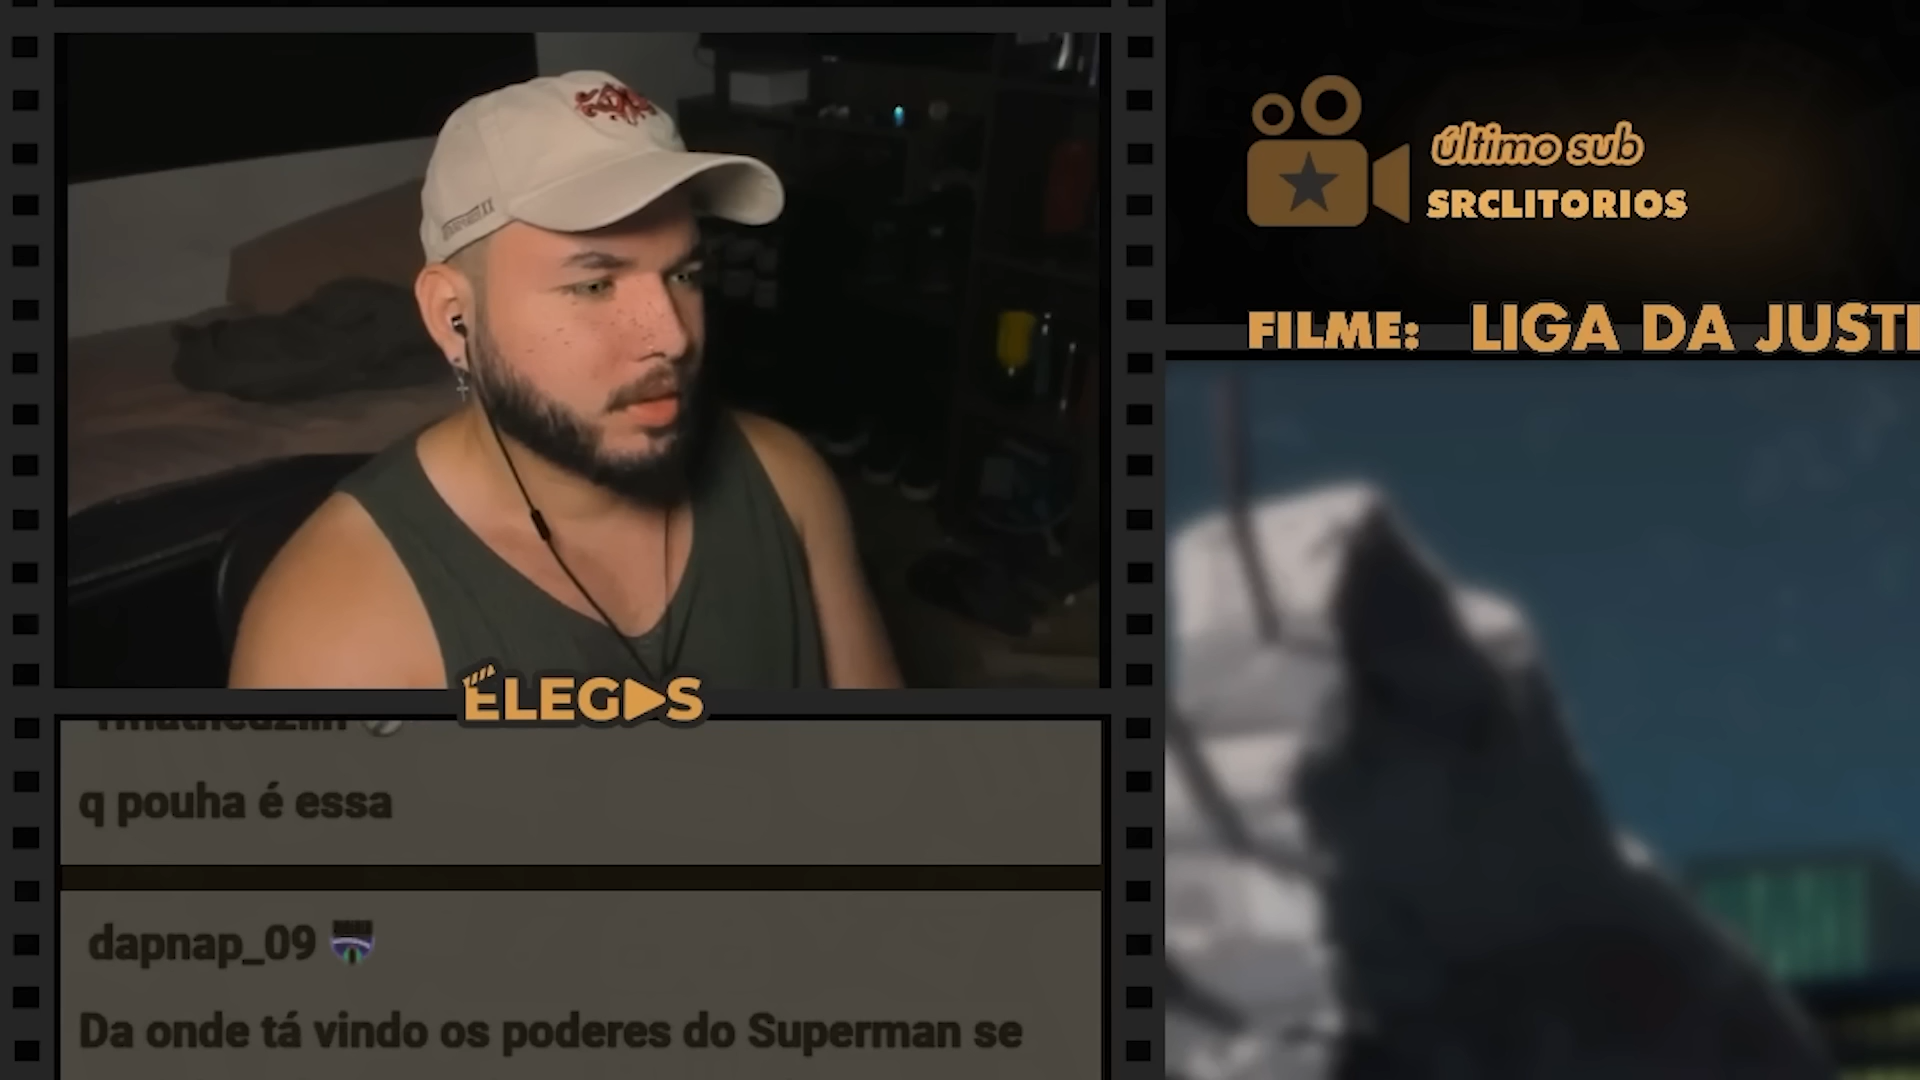 último sub
SRCLITORIOS
FILME: LIGA DA JUSTI
ELEGOS
q pouha é essa
dapnap_09
Da onde tá vindo os poderes do Superman se